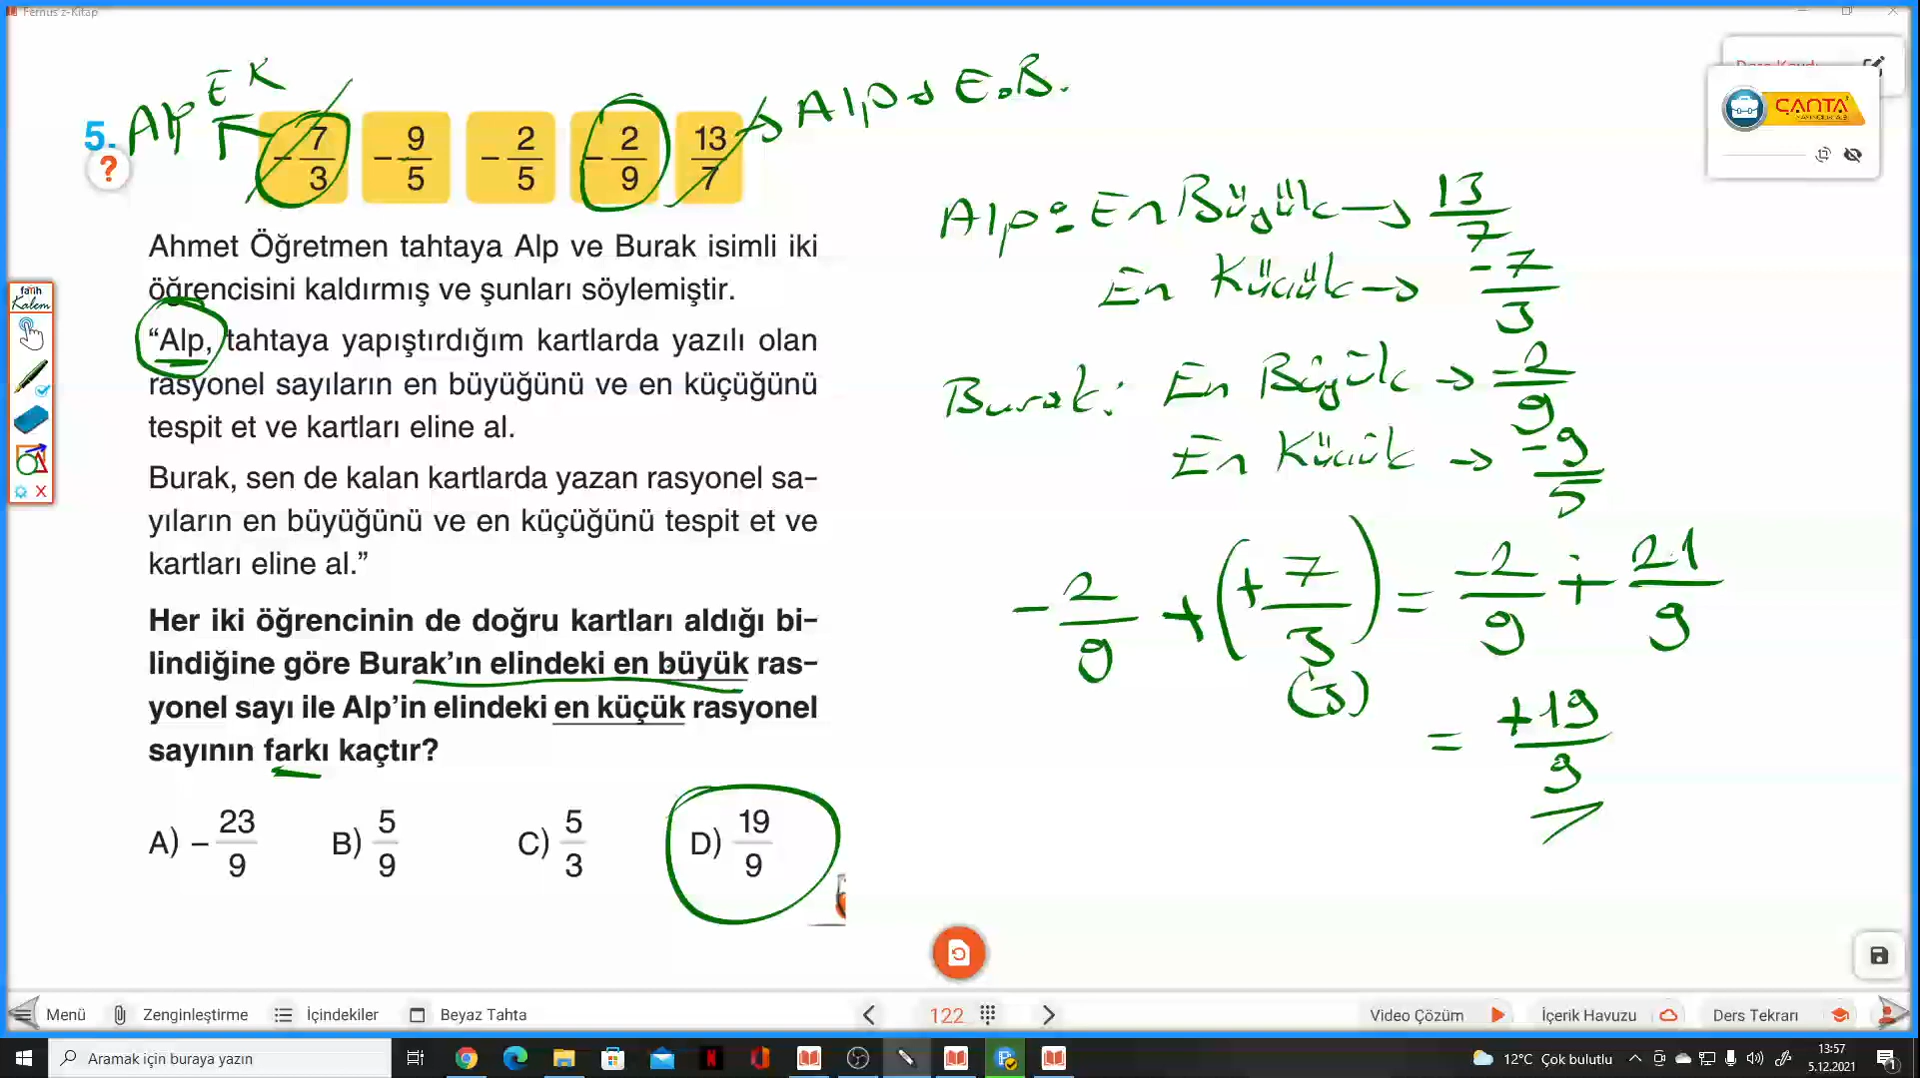 Fernus z-Kitap
Alp E K
Alp → E.B.
5.
?
- 7/3
- 9/5
- 2/5
- 2/9
13/7
Ahmet Öğretmen tahtaya Alp ve Burak isimli iki
öğrencisini kaldırmış ve şunları söylemiştir.
“Alp, tahtaya yapıştırdığım kartlarda yazılı olan
rasyonel sayıların en büyüğünü ve en küçüğünü
tespit et ve kartları eline al.
Burak, sen de kalan kartlarda yazan rasyonel sa-
yıların en büyüğünü ve en küçüğünü tespit et ve
kartları eline al.”
Her iki öğrencinin de doğru kartları aldığı bi-
lindiğine göre Burak’ın elindeki en büyük ras-
yonel sayı ile Alp’in elindeki en küçük rasyonel
sayının farkı kaçtır?
A) - 23/9 B) 5/9 C) 5/3 D) 19/9
Alp: En Büyük → 13/7
En Küçük → -7/3
Burak: En Büyük → -2/9
En Küçük → -9/5
- 2/9 + (+ 7/3) = -2/9 + 21/9
(3)
= +19/9
ÇANTA
fatih
Kalem
X
Menü
Zenginleştirme
İçindekiler
Beyaz Tahta
122
Video Çözüm
İçerik Havuzu
Ders Tekrarı
Aramak için buraya yazın
12°C Çok bulutlu
13:57
5.12.2021
1